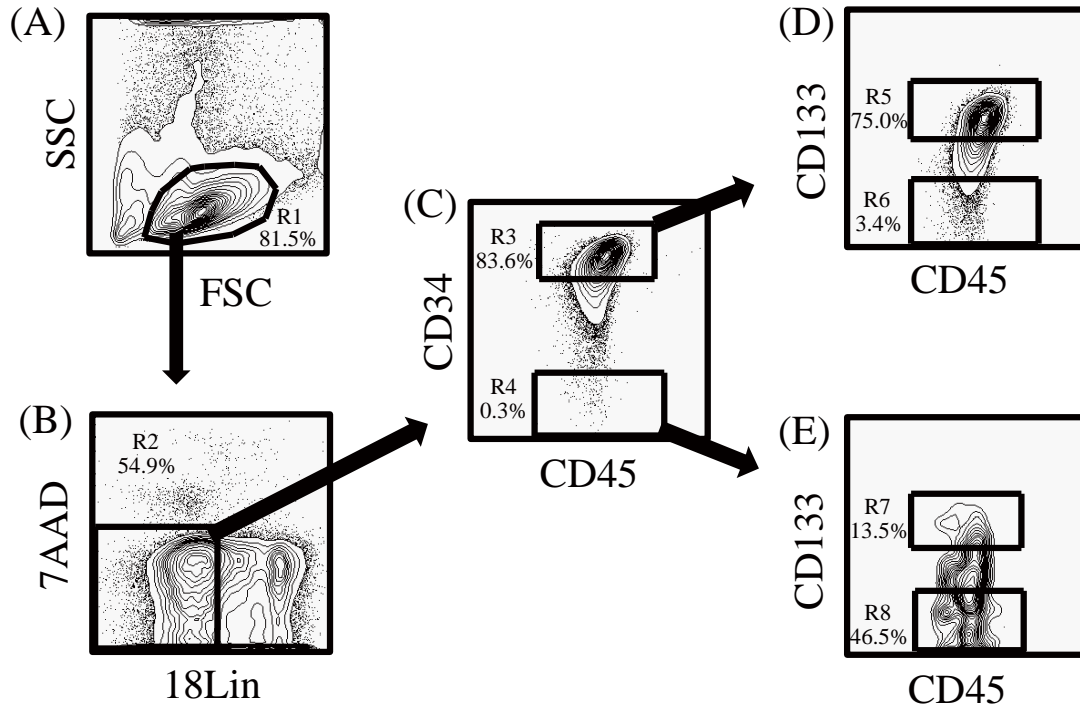 (A)
SSC
R1
81.5%
FSC
(B)
R2
54.9%
7AAD
18Lin
(C)
R3
83.6%
CD34
R4
0.3%
CD45
(D)
CD133
R5
75.0%
R6
3.4%
CD45
(E)
CD133
R7
13.5%
R8
46.5%
CD45